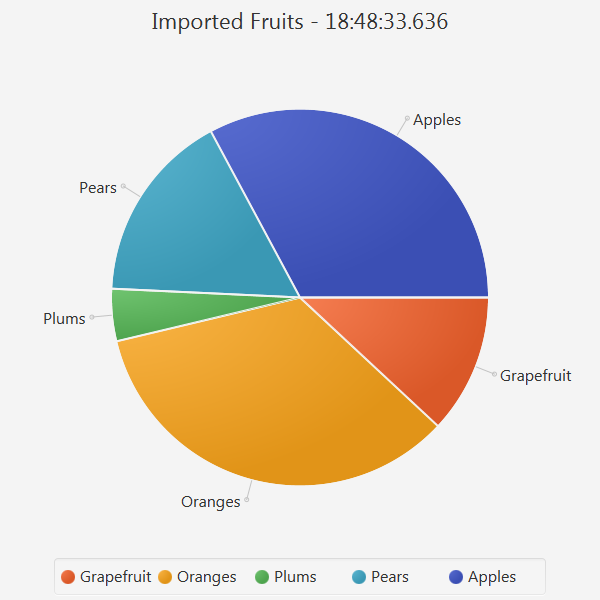 Imported Fruits - 18:48:33.636
Apples
Pears
Plums
Grapefruit
Oranges
Grapefruit Oranges Plums Pears Apples